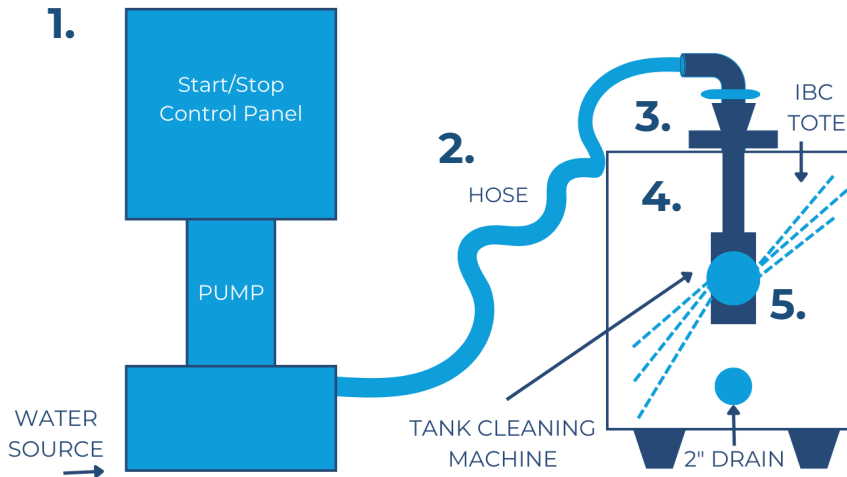 1.
Start/Stop
Control Panel
PUMP
WATER
SOURCE
2.
HOSE
3.
IBC
TOTE
4.
5.
TANK CLEANING
MACHINE
2" DRAIN